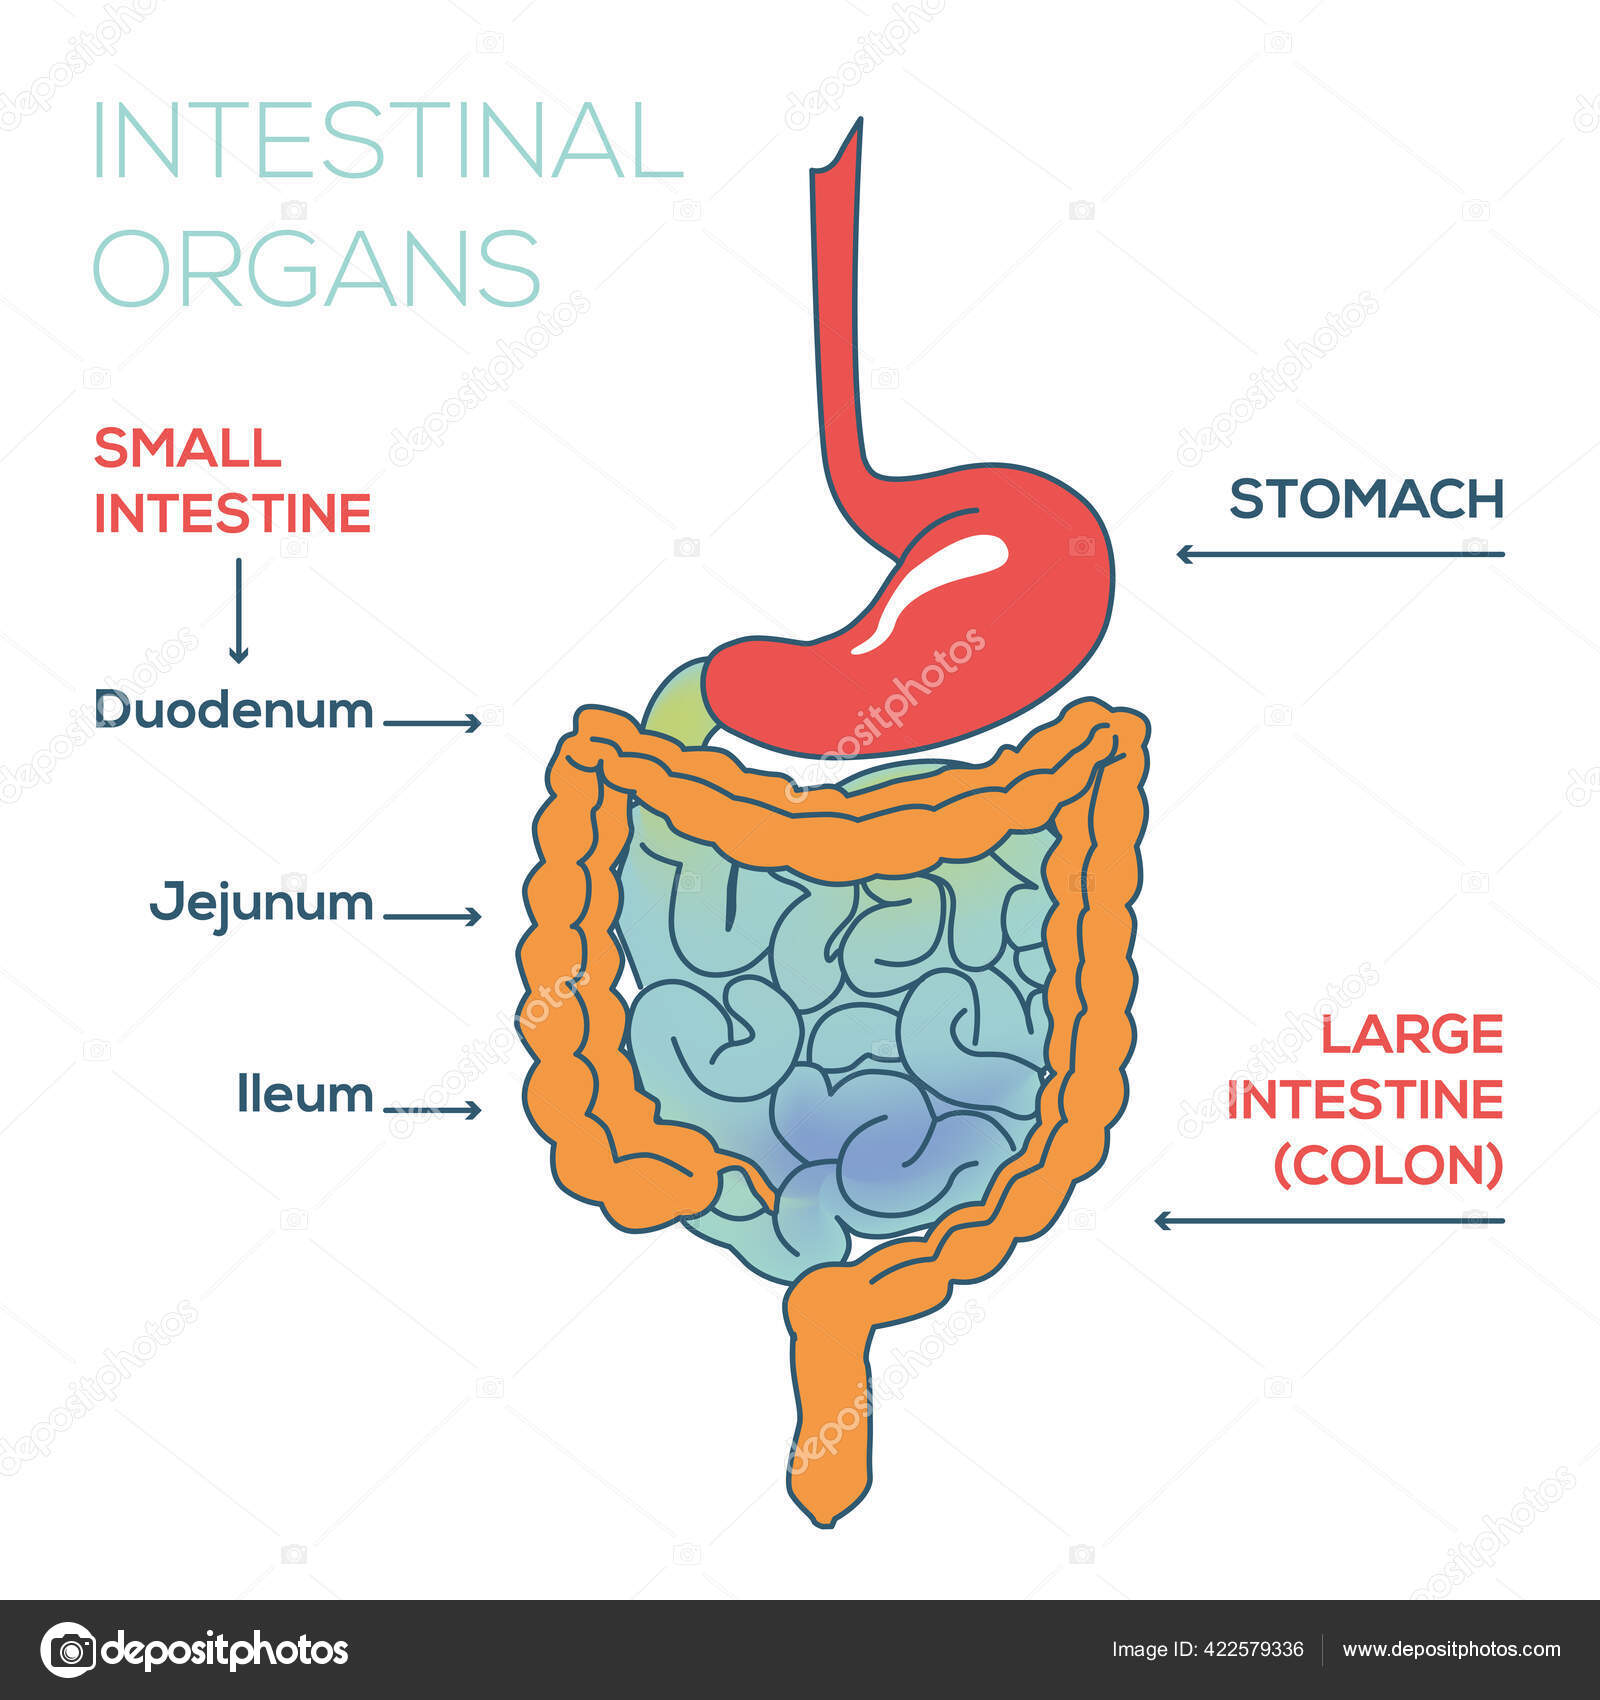 INTESTINAL
ORGANS
SMALL
INTESTINE
Duodenum
Jejunum
Ileum
STOMACH
LARGE
INTESTINE
(COLON)
depositphotos
Image ID: 422579336
www.depositphotos.com